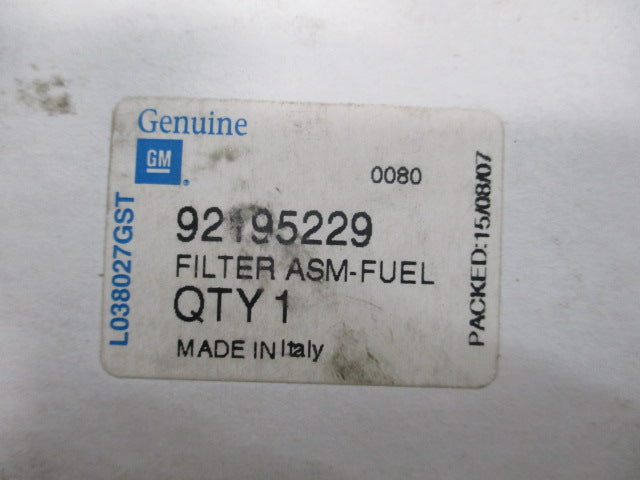 Genuine
GM
0080
92195229
FILTER ASM-FUEL
QTY 1
MADE IN Italy
L038027GST
PACKED:15/08/07